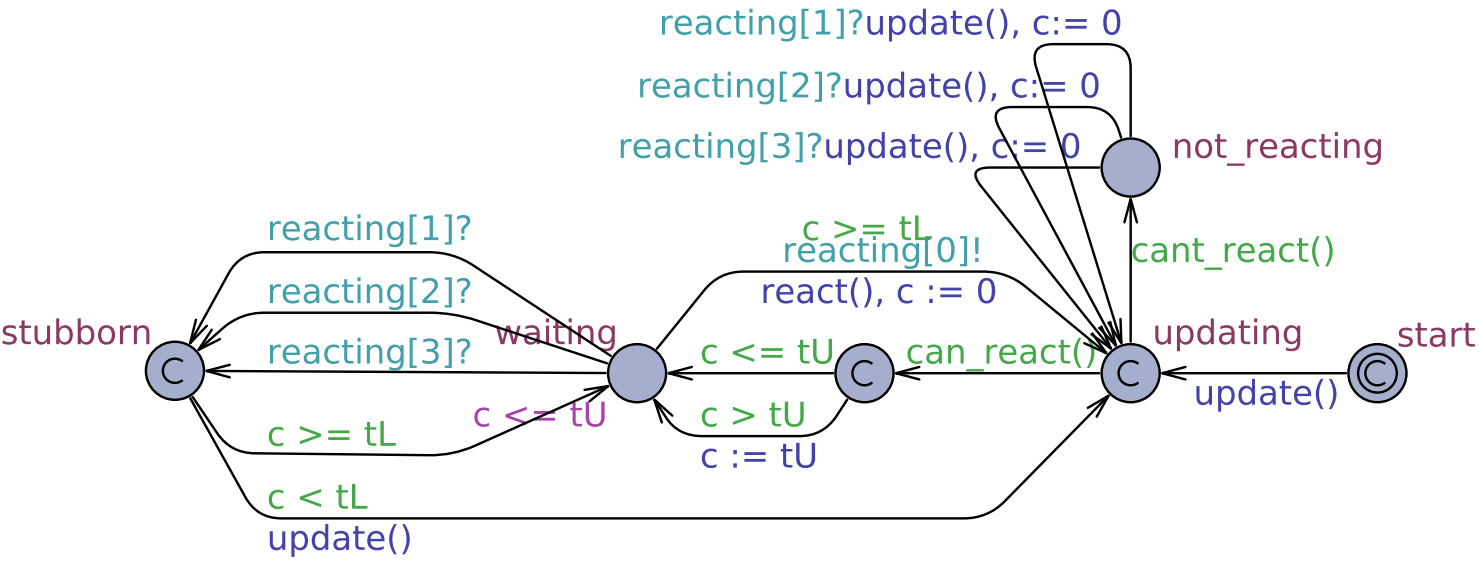 reacting[1]?update(), c:= 0
reacting[2]?update(), c:= 0
reacting[3]?update(), c:= 0
not_reacting
reacting[1]?
c >= tL
reacting[0]!
cant_react()
reacting[2]?
react(), c := 0
stubborn
waiting
updating
start
reacting[3]?
c <= tU
can_react()
update()
c <= tU
c > tU
c >= tL
c := tU
c < tL
update()
C
C
C
C